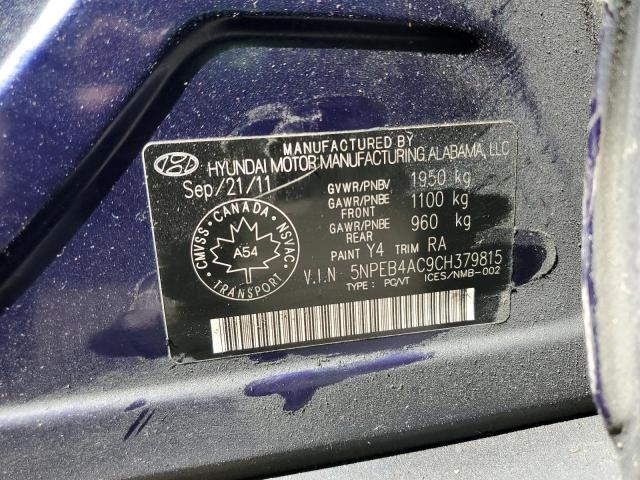 MANUFACTURED BY
HYUNDAI MOTOR MANUFACTURING ALABAMA, LLC
Sep/21/11
GVWR/PNBV 1950 kg
GAWR/PNBE FRONT 1100 kg
GAWR/PNBE REAR 960 kg
PAINT Y4 TRIM RA
V.I.N 5NPEB4AC9CH379815
TYPE : PC/VT ICES/NMB-002
CMVSS · CANADA · NSVAC
A54
TRANSPORT